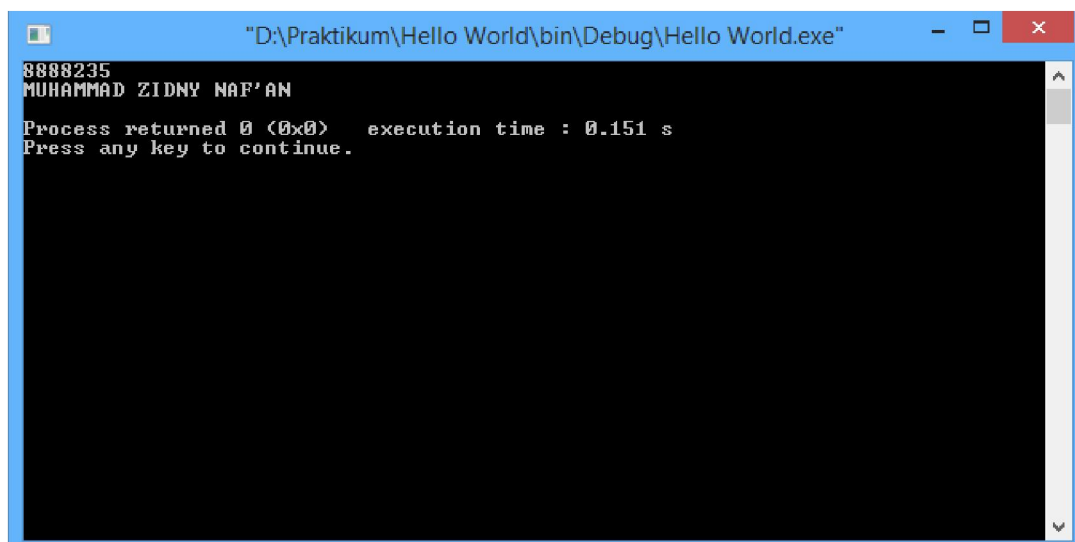 "D:\Praktikum\Hello World\bin\Debug\Hello World.exe"
8888235
MUHAMMAD ZIDNY NAF'AN
Process returned 0 (0x0)   execution time : 0.151 s
Press any key to continue.